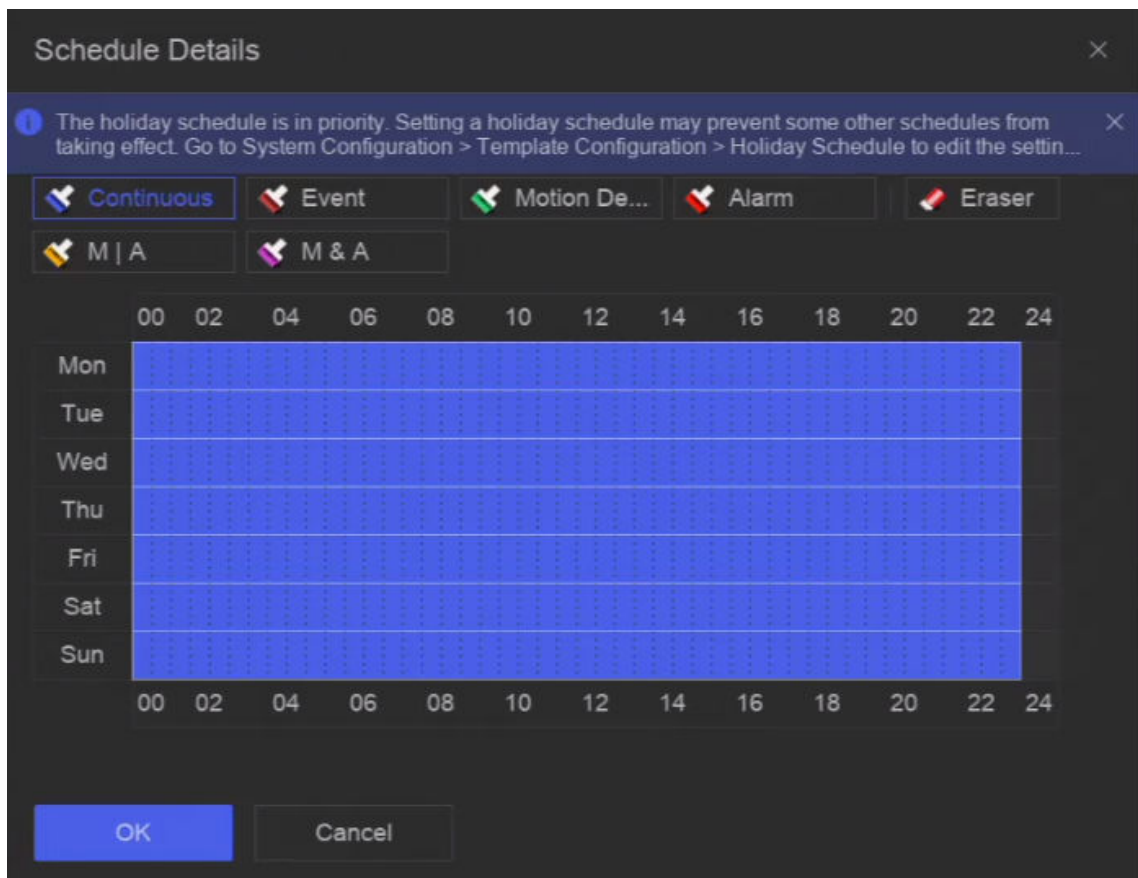 Schedule Details
The holiday schedule is in priority. Setting a holiday schedule may prevent some other schedules from
taking effect. Go to System Configuration > Template Configuration > Holiday Schedule to edit the settin...
Continuous Event Motion De... Alarm Eraser
M | A M & A
00 02 04 06 08 10 12 14 16 18 20 22 24
Mon
Tue
Wed
Thu
Fri
Sat
Sun
00 02 04 06 08 10 12 14 16 18 20 22 24
OK Cancel